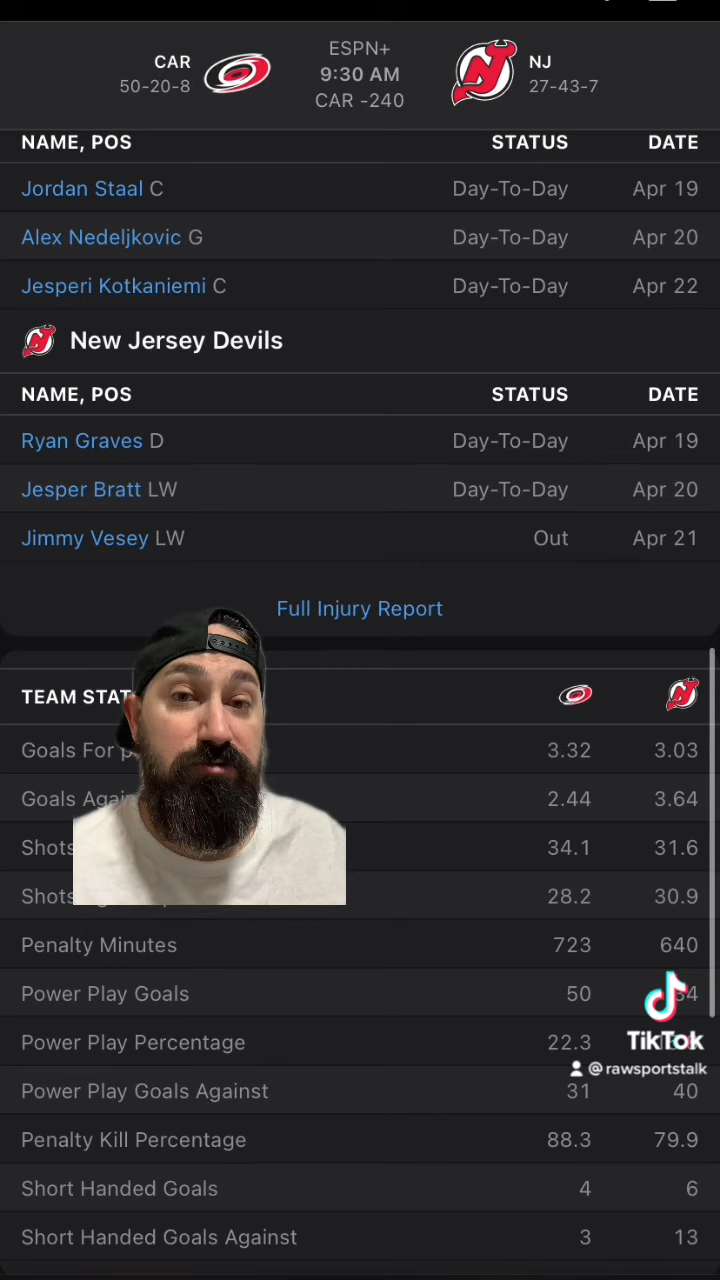 CAR
50-20-8
ESPN+
9:30 AM
CAR -240
NJ
27-43-7
NAME, POS STATUS DATE
Jordan Staal C Day-To-Day Apr 19
Alex Nedeljkovic G Day-To-Day Apr 20
Jesperi Kotkaniemi C Day-To-Day Apr 22
New Jersey Devils
NAME, POS STATUS DATE
Ryan Graves D Day-To-Day Apr 19
Jesper Bratt LW Day-To-Day Apr 20
Jimmy Vesey LW Out Apr 21
Full Injury Report
TEAM STAT
Goals For 3.32 3.03
Goals 2.44 3.64
Shots 34.1 31.6
Shots 28.2 30.9
Penalty Minutes 723 640
Power Play Goals 50
Power Play Percentage 22.3
Power Play Goals Against 31 40
Penalty Kill Percentage 88.3 79.9
Short Handed Goals 4 6
Short Handed Goals Against 3 13
TikTok
@rawsportstalk